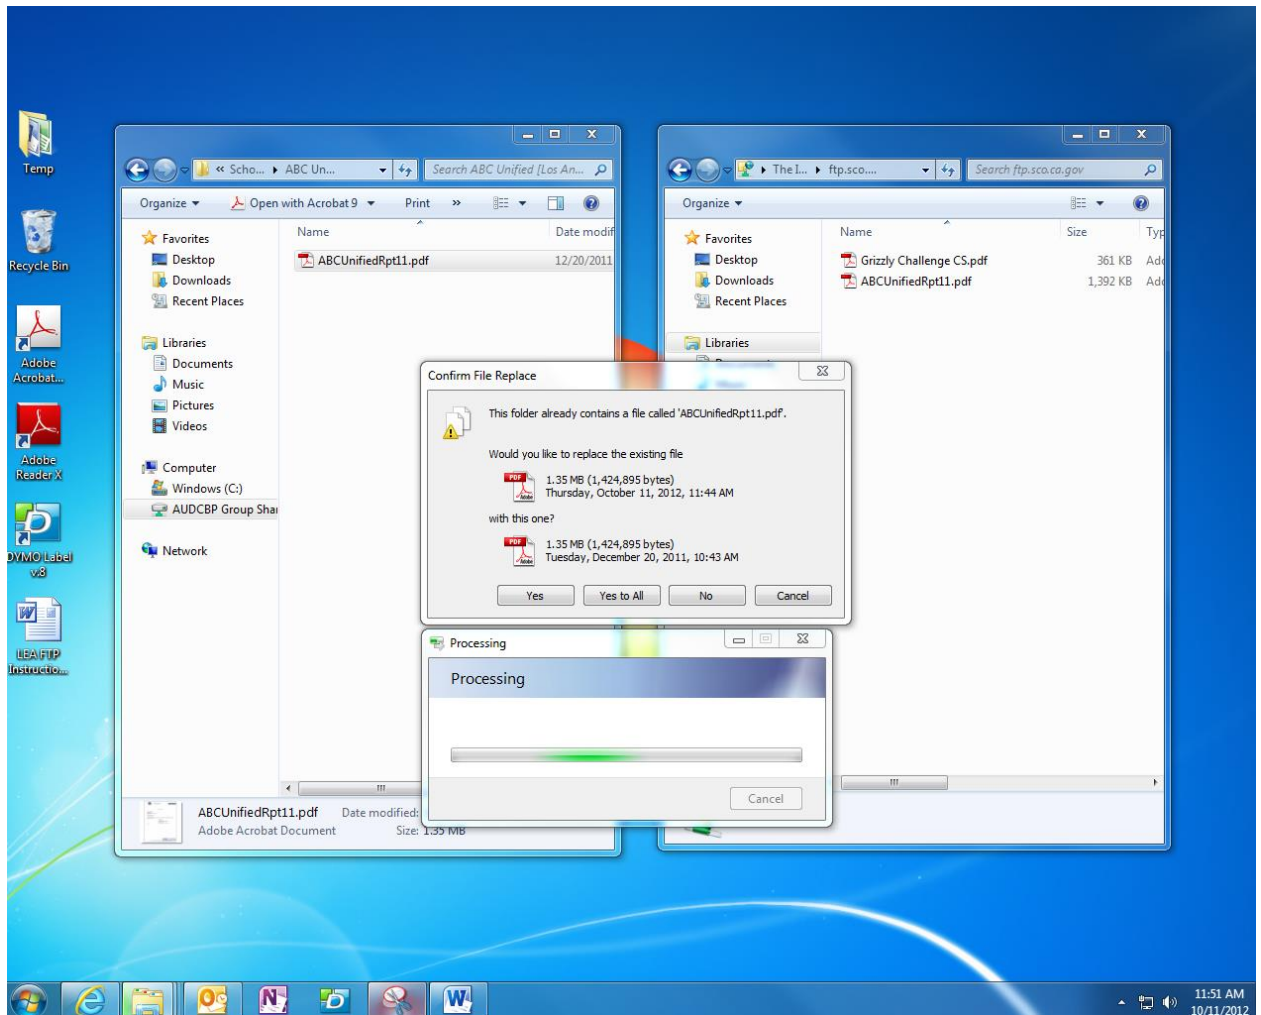 Temp
Recycle Bin
Adobe
Acrobat...
Adobe
Reader X
DYMO Label
v.8
LEA FTP
Instructio...
« Scho... ▸ ABC Un...
Search ABC Unified [Los An...
Organize
Open with Acrobat 9
Print
»
Favorites
Desktop
Downloads
Recent Places
Libraries
Documents
Music
Pictures
Videos
Computer
Windows (C:)
AUDCBP Group Shar
Network
Name
Date modif
ABCUnifiedRpt11.pdf
12/20/2011
ABCUnifiedRpt11.pdf
Date modified:
Adobe Acrobat Document
Size: 1.35 MB
The I... ▸ ftp.sco....
Search ftp.sco.ca.gov
Organize
Favorites
Desktop
Downloads
Recent Places
Libraries
Name
Size
Typ
Grizzly Challenge CS.pdf
361 KB
Ado
ABCUnifiedRpt11.pdf
1,392 KB
Ado
Confirm File Replace
This folder already contains a file called 'ABCUnifiedRpt11.pdf'.
Would you like to replace the existing file
1.35 MB (1,424,895 bytes)
Thursday, October 11, 2012, 11:44 AM
with this one?
1.35 MB (1,424,895 bytes)
Tuesday, December 20, 2011, 10:43 AM
Yes
Yes to All
No
Cancel
Processing
Processing
Cancel
11:51 AM
10/11/2012